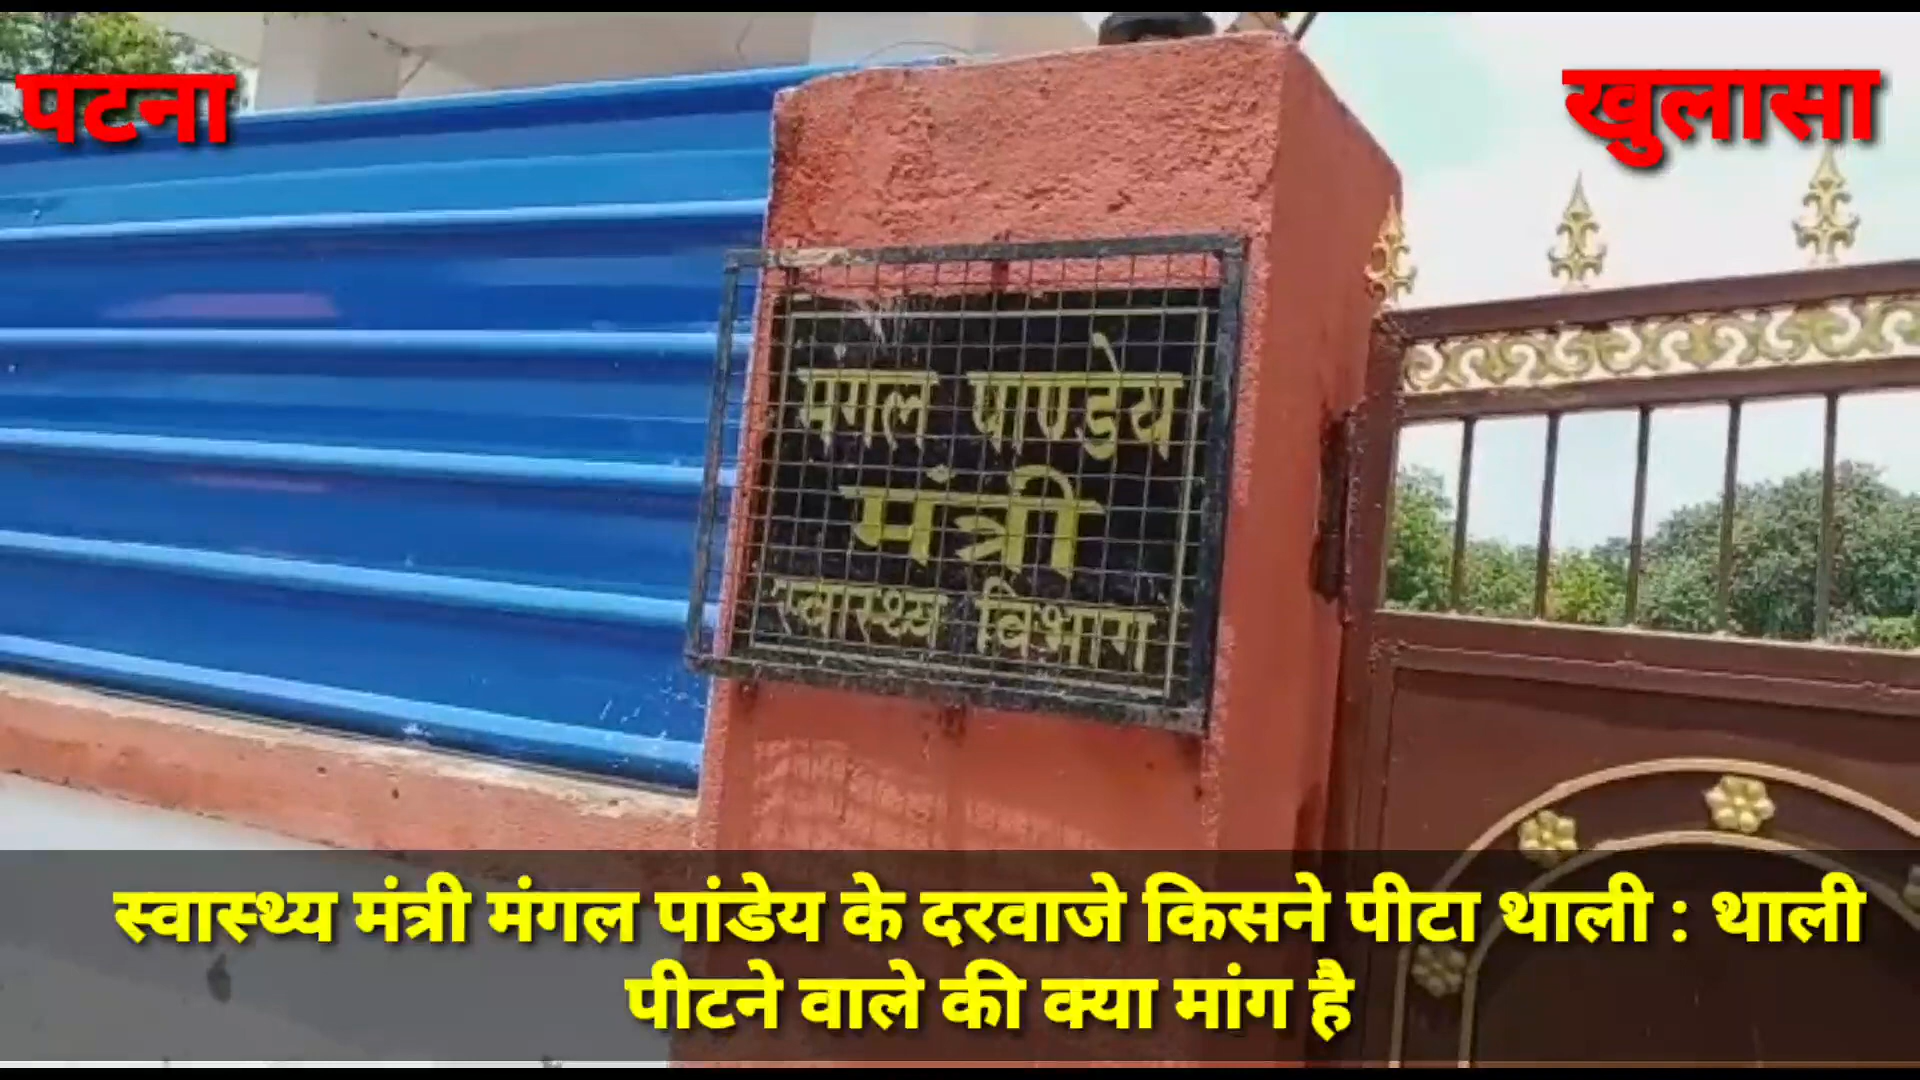 पटना
खुलासा
मंगल पाण्डेय
मंत्री
स्वास्थ्य विभाग
स्वास्थ्य मंत्री मंगल पांडेय के दरवाजे किसने पीटा थाली : थाली
पीटने वाले की क्या मांग है